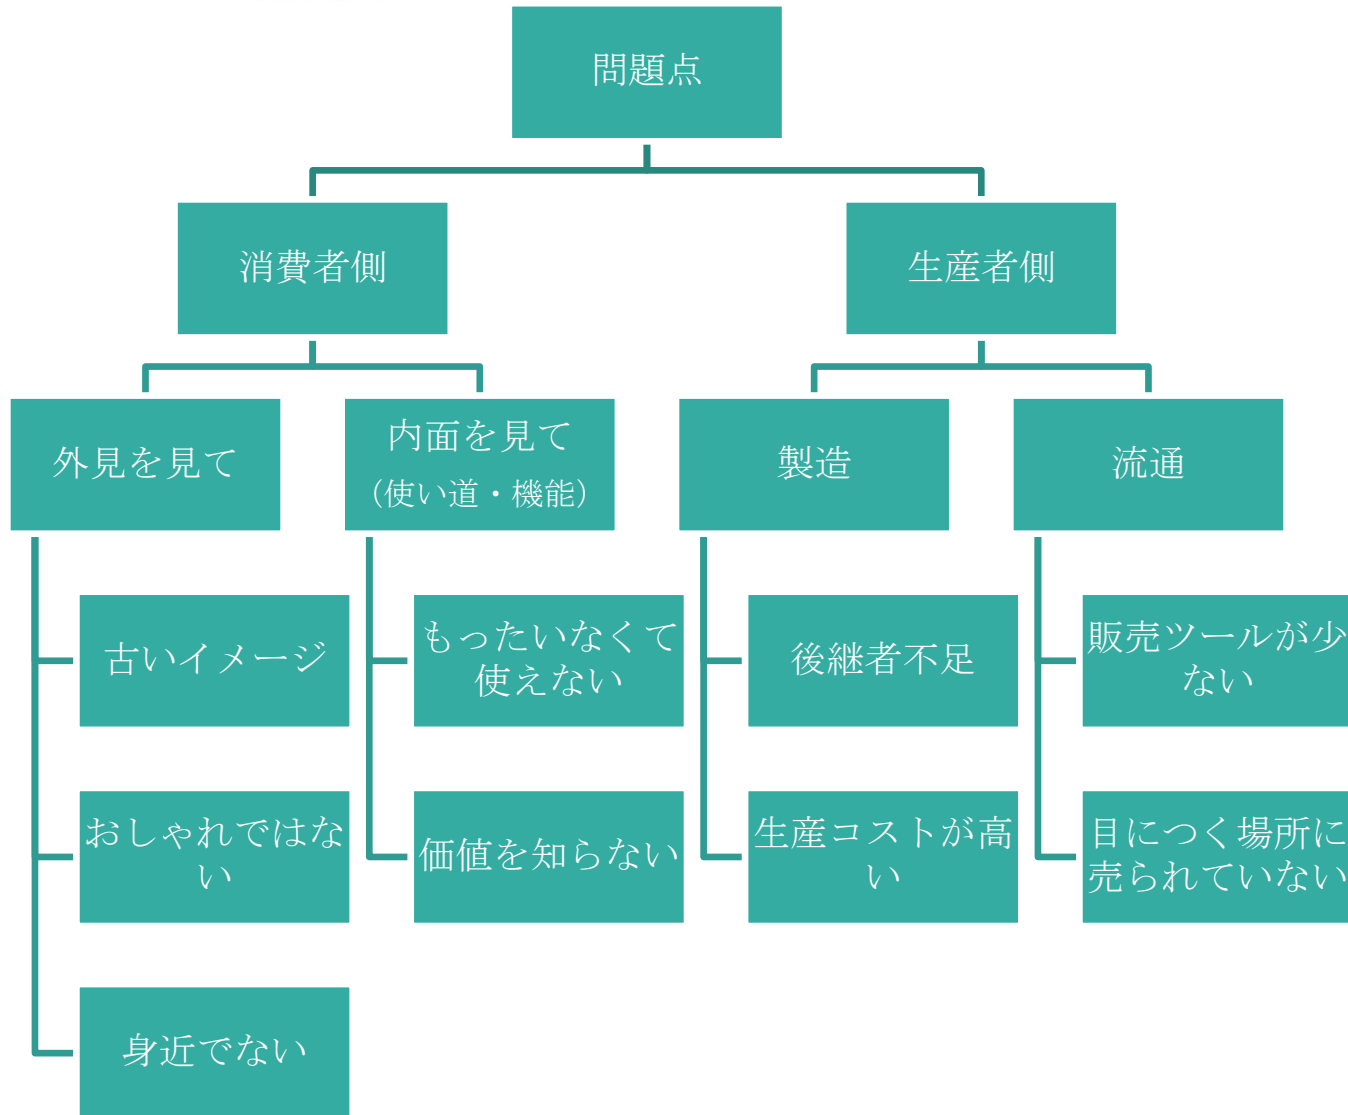 問題点
消費者側
生産者側
外見を見て
内面を見て
（使い道・機能）
製造
流通
古いイメージ
もったいなくて
使えない
後継者不足
販売ツールが少
ない
おしゃれではな
い
価値を知らない
生産コストが高
い
目につく場所に
売られていない
身近でない